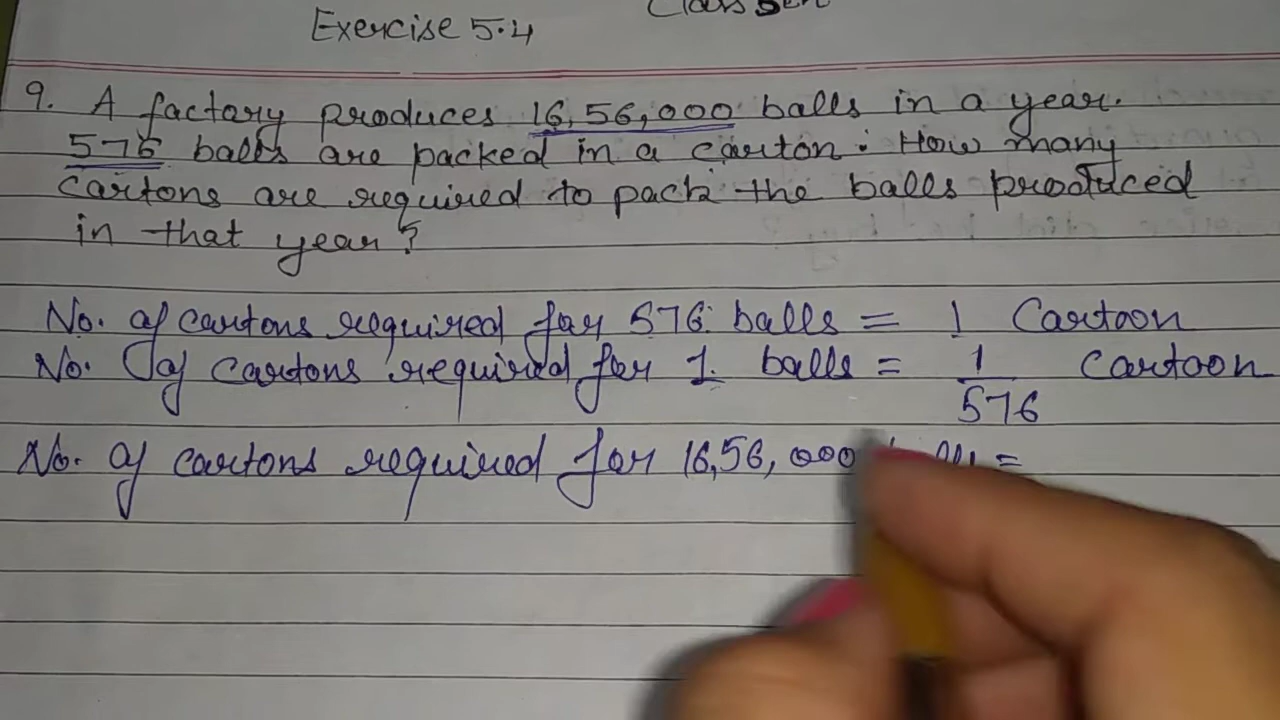 Exercise 5.4
9. A factory produces 16,56,000 balls in a year.
576 balls are packed in a carton. How many
cartons are required to pack the balls produced
in that year?
No. of cartons required for 576 balls = 1 Cartoon
No. of cartons required for 1 balls = 1/576 Cartoon
No. of cartons required for 16,56,000 =